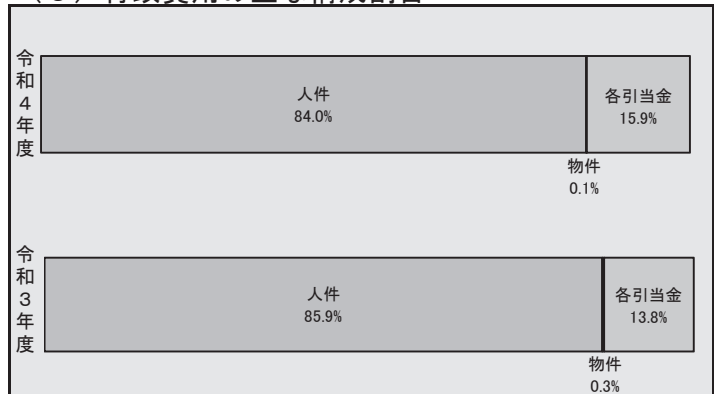 令和4年度
人件
84.0%
各引当金
15.9%
物件
0.1%
令和3年度
人件
85.9%
各引当金
13.8%
物件
0.3%